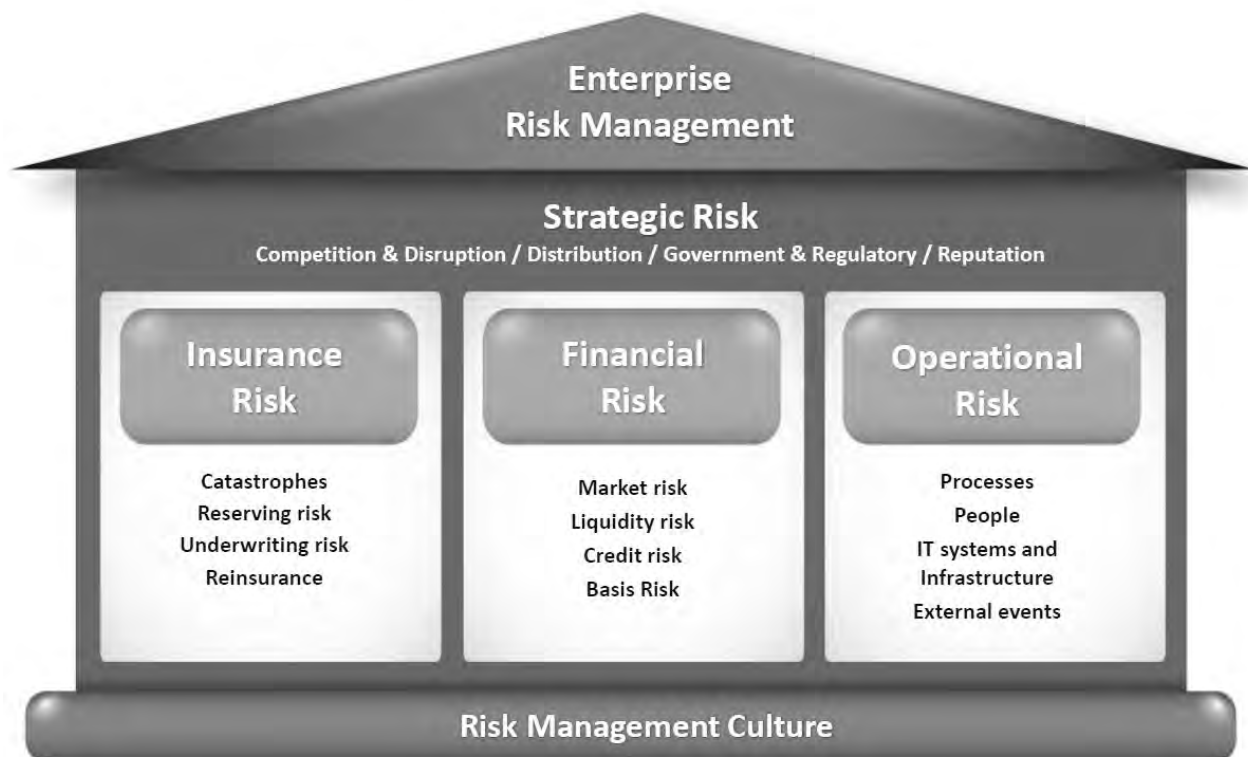 Enterprise
Risk Management
Strategic Risk
Competition & Disruption / Distribution / Government & Regulatory / Reputation
Insurance
Risk
Catastrophes
Reserving risk
Underwriting risk
Reinsurance
Financial
Risk
Market risk
Liquidity risk
Credit risk
Basis Risk
Operational
Risk
Processes
People
IT systems and
Infrastructure
External events
Risk Management Culture